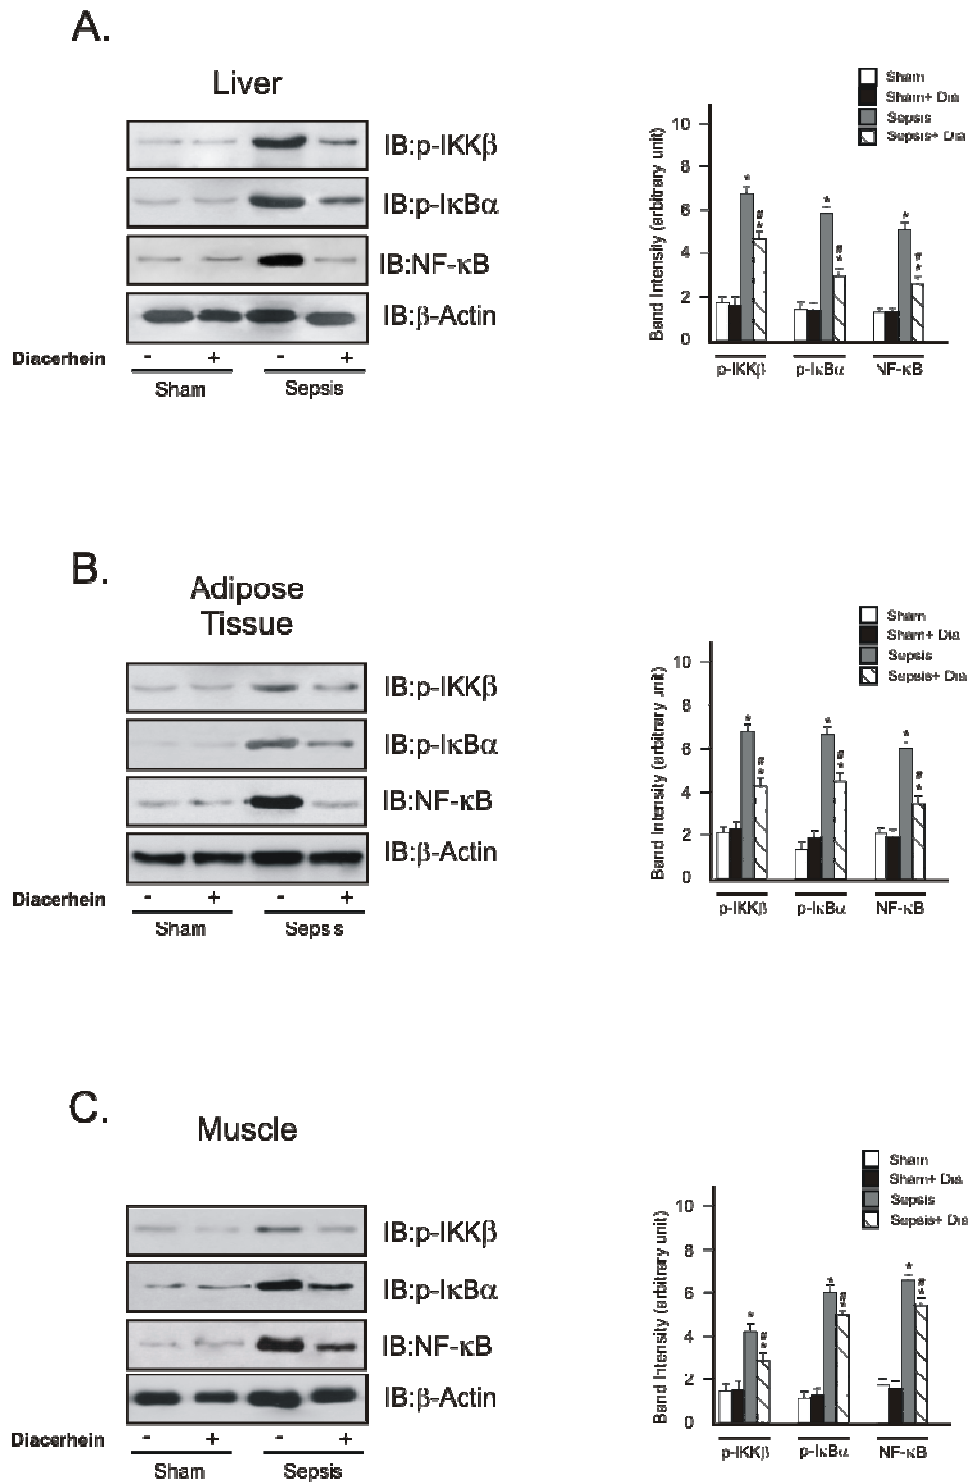 A.
Liver
IB:p-IKKβ
IB:p-IκBα
IB:NF-κB
IB:β-Actin
Diacerhein - + - +
Sham Sepsis
Sham
Sham+ Dia
Sepsis
Sepsis+ Dia
Band Intensity (arbitrary unit)
10
8
6
4
2
0
* # * * # * * # *
p-IKKβ p-IκBα NF-κB
B.
Adipose
Tissue
IB:p-IKKβ
IB:p-IκBα
IB:NF-κB
IB:β-Actin
Diacerhein - + - +
Sham Sepsis
Sham
Sham+ Dia
Sepsis
Sepsis+ Dia
Band Intensity (arbitrary unit)
10
8
6
4
2
0
* # * * # * * # *
p-IKKβ p-IκBα NF-κB
C.
Muscle
IB:p-IKKβ
IB:p-IκBα
IB:NF-κB
IB:β-Actin
Diacerhein - + - +
Sham Sepsis
Sham
Sham+ Dia
Sepsis
Sepsis+ Dia
Band Intensity (arbitrary unit)
10
8
6
4
2
0
* # * * # * * # *
p-IKKβ p-IκBα NF-κB